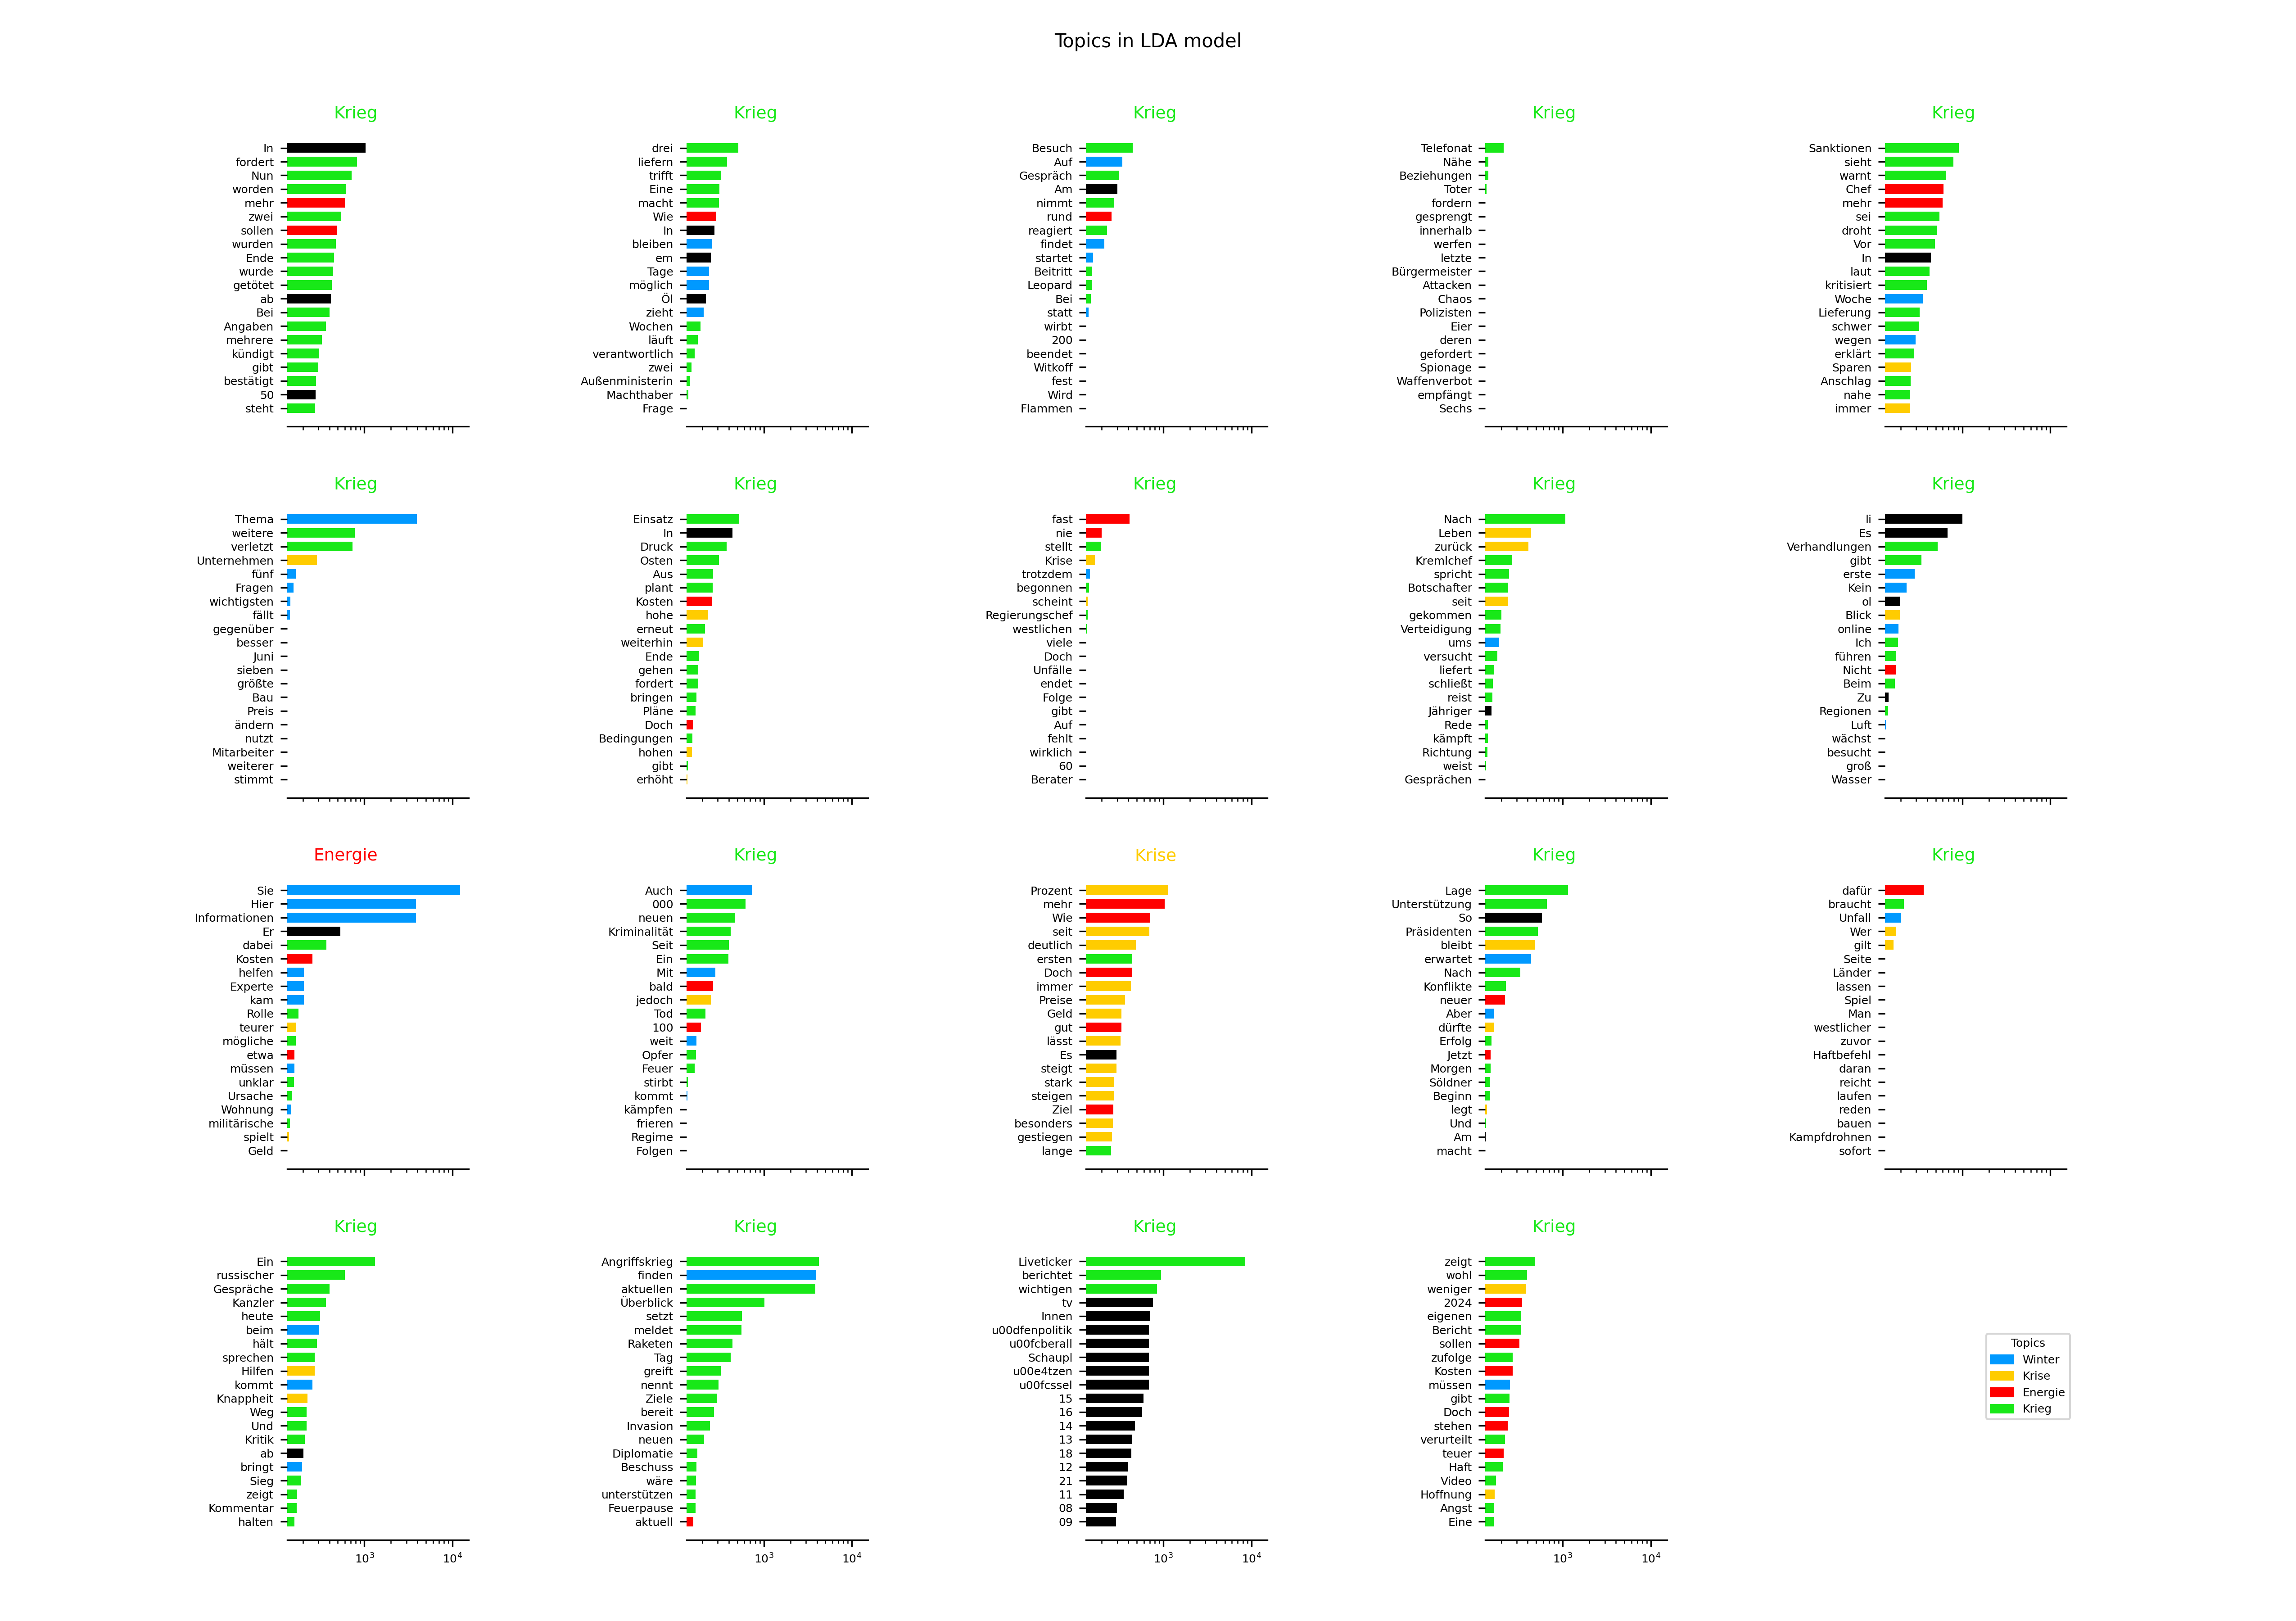 Topics in LDA model
Krieg
In
fordert
Nun
worden
mehr
zwei
sollen
wurden
Ende
wurde
getötet
ab
Bei
Angaben
mehrere
kündigt
gibt
bestätigt
50
steht
Krieg
drei
liefern
trifft
Eine
macht
Wie
In
bleiben
em
Tage
möglich
Öl
zieht
Wochen
läuft
verantwortlich
zwei
Außenministerin
Machthaber
Frage
Krieg
Besuch
Auf
Gespräch
Am
nimmt
rund
reagiert
findet
startet
Beitritt
Leopard
Bei
statt
wirbt
200
beendet
Witkoff
fest
Wird
Flammen
Krieg
Telefonat
Nähe
Beziehungen
Toter
fordern
gesprengt
innerhalb
werfen
letzte
Bürgermeister
Attacken
Chaos
Polizisten
Eier
deren
gefordert
Spionage
Waffenverbot
empfängt
Sechs
Krieg
Sanktionen
sieht
warnt
Chef
mehr
sei
droht
Vor
In
laut
kritisiert
Woche
Lieferung
schwer
wegen
erklärt
Sparen
Anschlag
nahe
immer
Krieg
Thema
weitere
verletzt
Unternehmen
fünf
Fragen
wichtigsten
fällt
gegenüber
besser
Juni
sieben
größte
Bau
Preis
ändern
nutzt
Mitarbeiter
weiterer
stimmt
Krieg
Einsatz
In
Druck
Osten
Aus
plant
Kosten
hohe
erneut
weiterhin
Ende
gehen
fordert
bringen
Pläne
Doch
Bedingungen
hohen
gibt
erhöht
Krieg
fast
nie
stellt
Krise
trotzdem
begonnen
scheint
Regierungschef
westlichen
viele
Doch
Unfälle
endet
Folge
gibt
Auf
fehlt
wirklich
60
Berater
Krieg
Nach
Leben
zurück
Kremlchef
spricht
Botschafter
seit
gekommen
Verteidigung
ums
versucht
liefert
schließt
reist
Jähriger
Rede
kämpft
Richtung
weist
Gesprächen
Krieg
li
Es
Verhandlungen
gibt
erste
Kein
ol
Blick
online
Ich
führen
Nicht
Beim
Zu
Regionen
Luft
wächst
besucht
groß
Wasser
Energie
Sie
Hier
Informationen
Er
dabei
Kosten
helfen
Experte
kam
Rolle
teurer
mögliche
etwa
müssen
unklar
Ursache
Wohnung
militärische
spielt
Geld
Krieg
Auch
000
neuen
Kriminalität
Seit
Ein
Mit
bald
jedoch
Tod
100
weit
Opfer
Feuer
stirbt
kommt
kämpfen
frieren
Regime
Folgen
Krise
Prozent
mehr
Wie
seit
deutlich
ersten
Doch
immer
Preise
Geld
gut
lässt
Es
steigt
stark
steigen
Ziel
besonders
gestiegen
lange
Krieg
Lage
Unterstützung
So
Präsidenten
bleibt
erwartet
Nach
Konflikte
neuer
Aber
dürfte
Erfolg
Jetzt
Morgen
Söldner
Beginn
legt
Und
Am
macht
Krieg
dafür
braucht
Unfall
Wer
gilt
Seite
Länder
lassen
Spiel
Man
westlicher
zuvor
Haftbefehl
daran
reicht
laufen
reden
bauen
Kampfdrohnen
sofort
Krieg
Ein
russischer
Gespräche
Kanzler
heute
beim
hält
sprechen
Hilfen
kommt
Knappheit
Weg
Und
Kritik
ab
bringt
Sieg
zeigt
Kommentar
halten
10³ 10⁴
Krieg
Angriffskrieg
finden
aktuellen
Überblick
setzt
meldet
Raketen
Tag
greift
nennt
Ziele
bereit
Invasion
neuen
Diplomatie
Beschuss
wäre
unterstützen
Feuerpause
aktuell
10³ 10⁴
Krieg
Liveticker
berichtet
wichtigen
tv
Innen
u00dfenpolitik
u00fcberall
Schaupl
u00e4tzen
u00fcssel
15
16
14
13
18
12
21
11
08
09
10³ 10⁴
Krieg
zeigt
wohl
weniger
2024
eigenen
Bericht
sollen
zufolge
Kosten
müssen
gibt
Doch
stehen
verurteilt
teuer
Haft
Video
Hoffnung
Angst
Eine
10³ 10⁴
Topics
Winter
Krise
Energie
Krieg